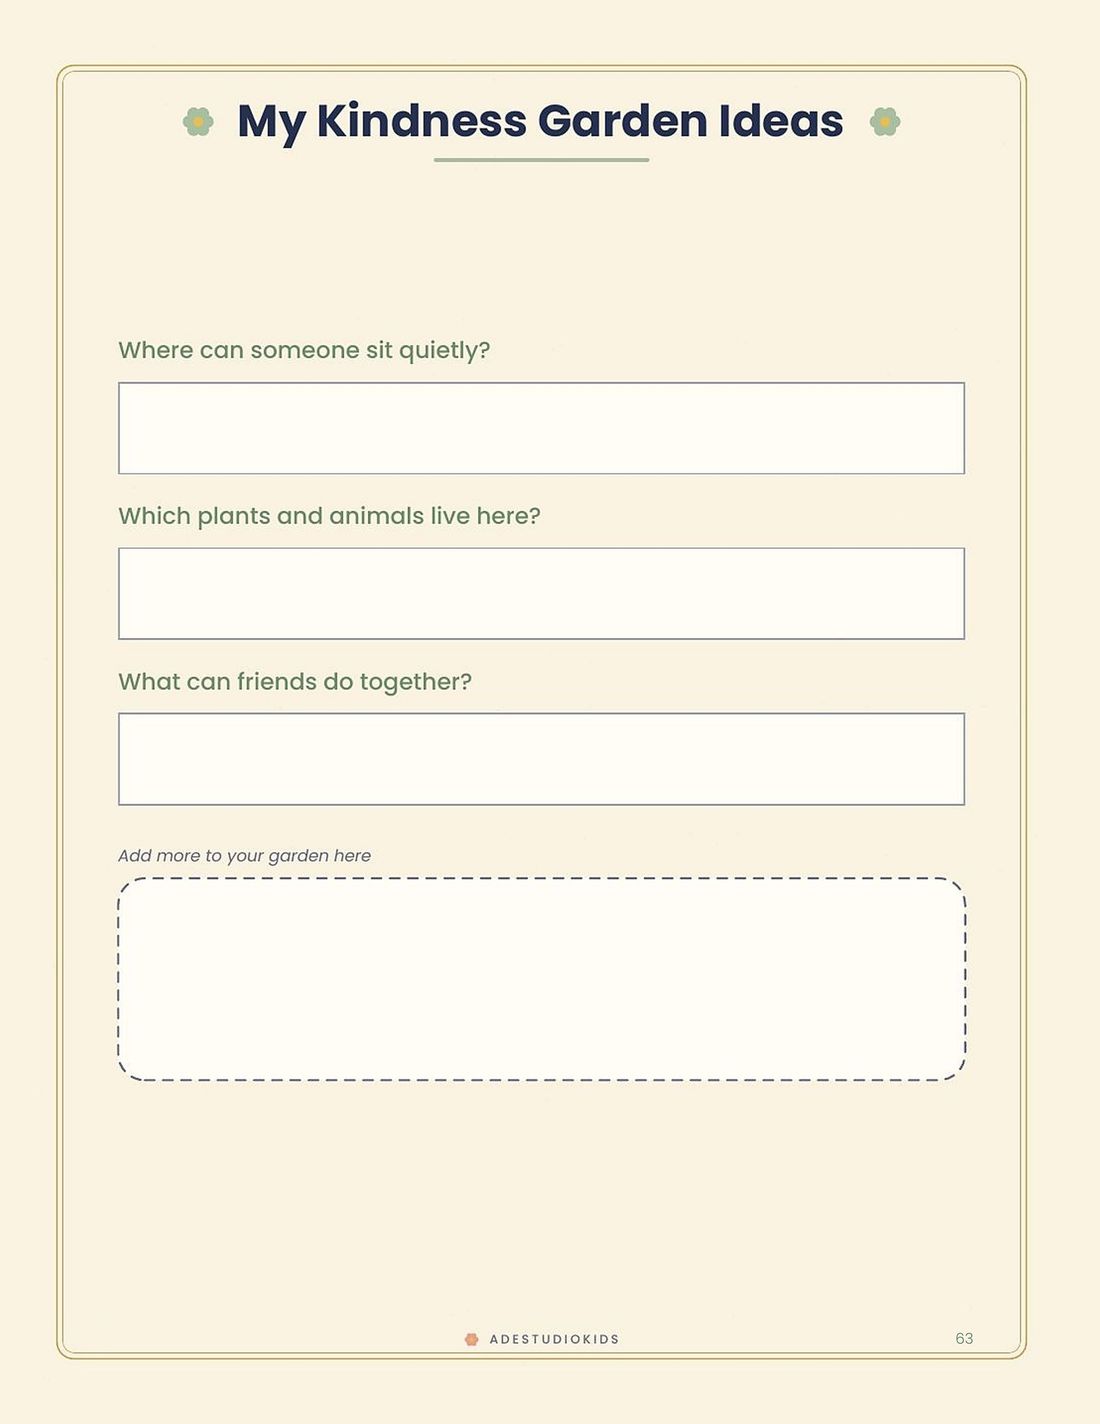 My Kindness Garden Ideas
Where can someone sit quietly?
Which plants and animals live here?
What can friends do together?
Add more to your garden here
ADESTUDIOKIDS
63